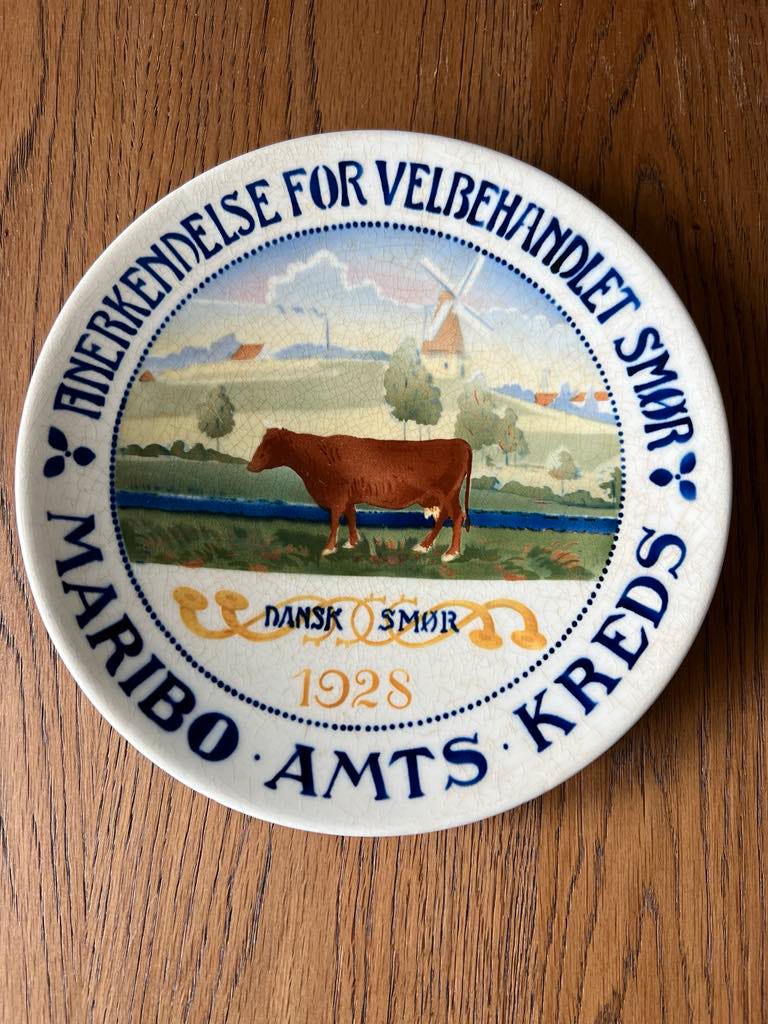 ANERKENDELSE FOR VELBEHANDLET SMØR
DANSK SMØR
1928
MARIBO · AMTS · KREDS